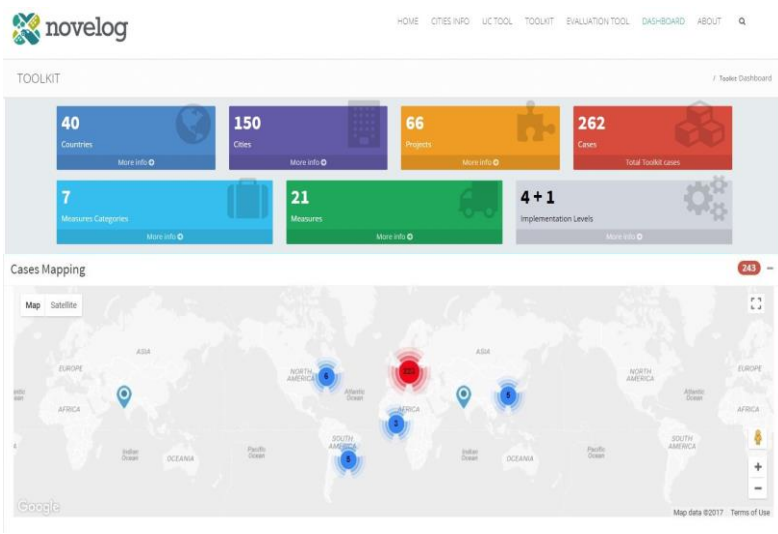 novelog
HOME CITIES INFO UC TOOL TOOLKIT EVALUATION TOOL DASHBOARD ABOUT
TOOLKIT
/ Toolkit Dashboard
40
Countries
More info
150
Cities
More info
66
Projects
More info
262
Cases
Total Toolkit cases
7
Measures Categories
More info
21
Measures
More info
4 + 1
Implementation Levels
More info
Cases Mapping
243
Map Satellite
ASIA
EUROPE
AFRICA
Indian Ocean
OCEANIA
Pacific Ocean
NORTH AMERICA
6
Atlantic Ocean
SOUTH AMERICA
5
AFRICA
2
ASIA
5
Indian Ocean
OCEANIA
Pacific Ocean
NORTH AMERICA
Atlantic Ocean
SOUTH AMERICA
EUROPE
AFRICA
Google
Map data ©2017 Terms of Use